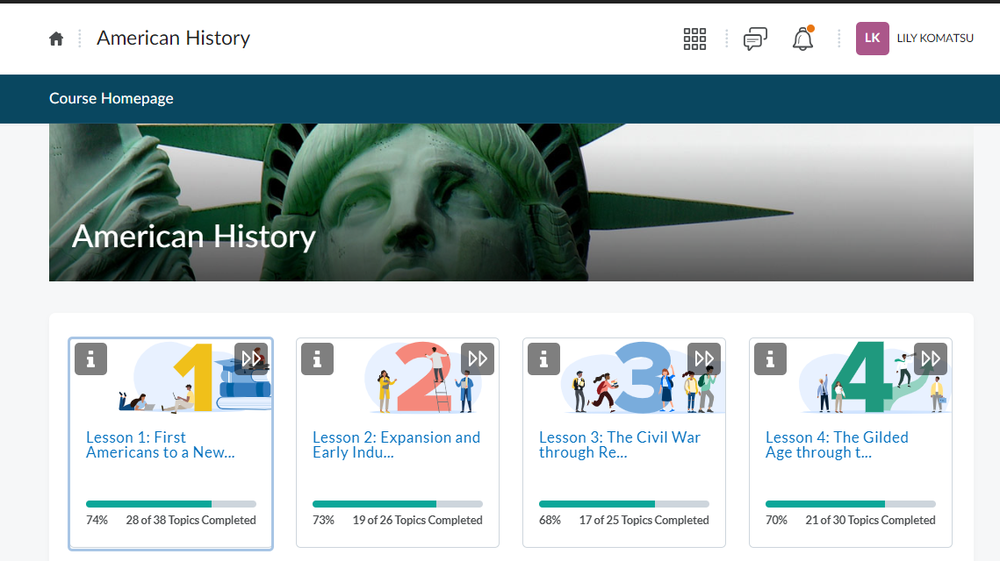 American History
LK
LILY KOMATSU
Course Homepage
American History
1
2
3
4
Lesson 1: First
Americans to a New...
74%
28 of 38 Topics Completed
Lesson 2: Expansion and
Early Indu...
73%
19 of 26 Topics Completed
Lesson 3: The Civil War
through Re...
68%
17 of 25 Topics Completed
Lesson 4: The Gilded
Age through t...
70%
21 of 30 Topics Completed